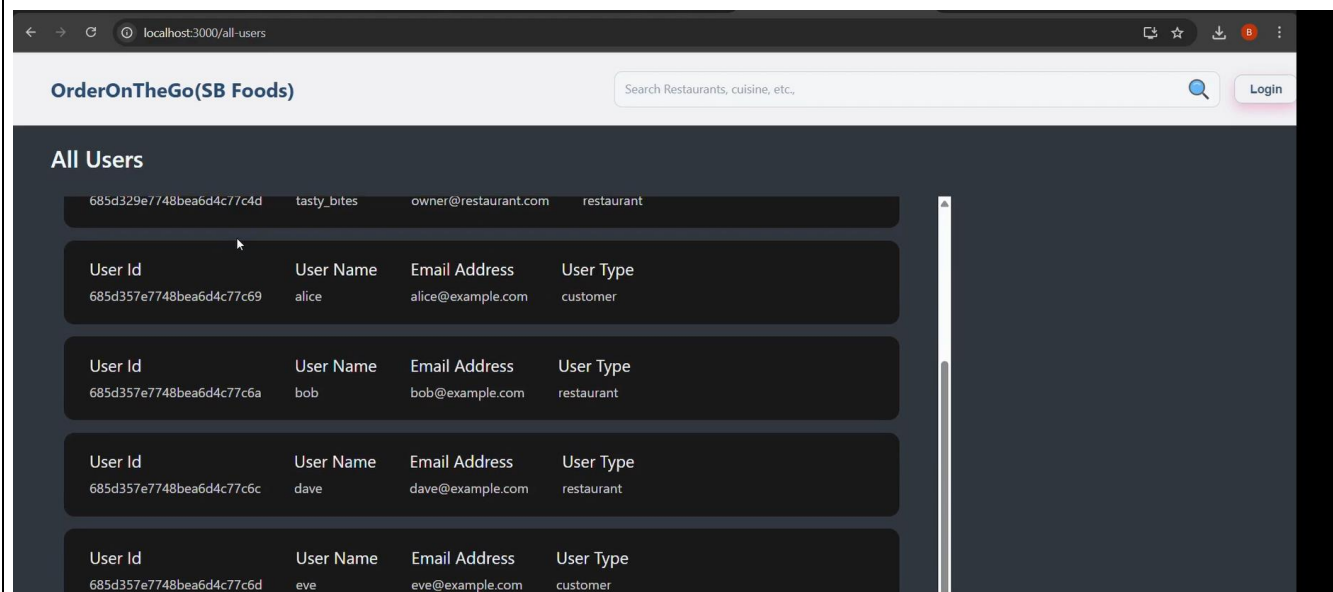 localhost:3000/all-users
B
OrderOnTheGo(SB Foods)
Search Restaurants, cuisine, etc.,
Login
All Users
685d329e7748bea6d4c77c4d tasty_bites owner@restaurant.com restaurant
User Id User Name Email Address User Type
685d357e7748bea6d4c77c69 alice alice@example.com customer
User Id User Name Email Address User Type
685d357e7748bea6d4c77c6a bob bob@example.com restaurant
User Id User Name Email Address User Type
685d357e7748bea6d4c77c6c dave dave@example.com restaurant
User Id User Name Email Address User Type
685d357e7748bea6d4c77c6d eve eve@example.com customer